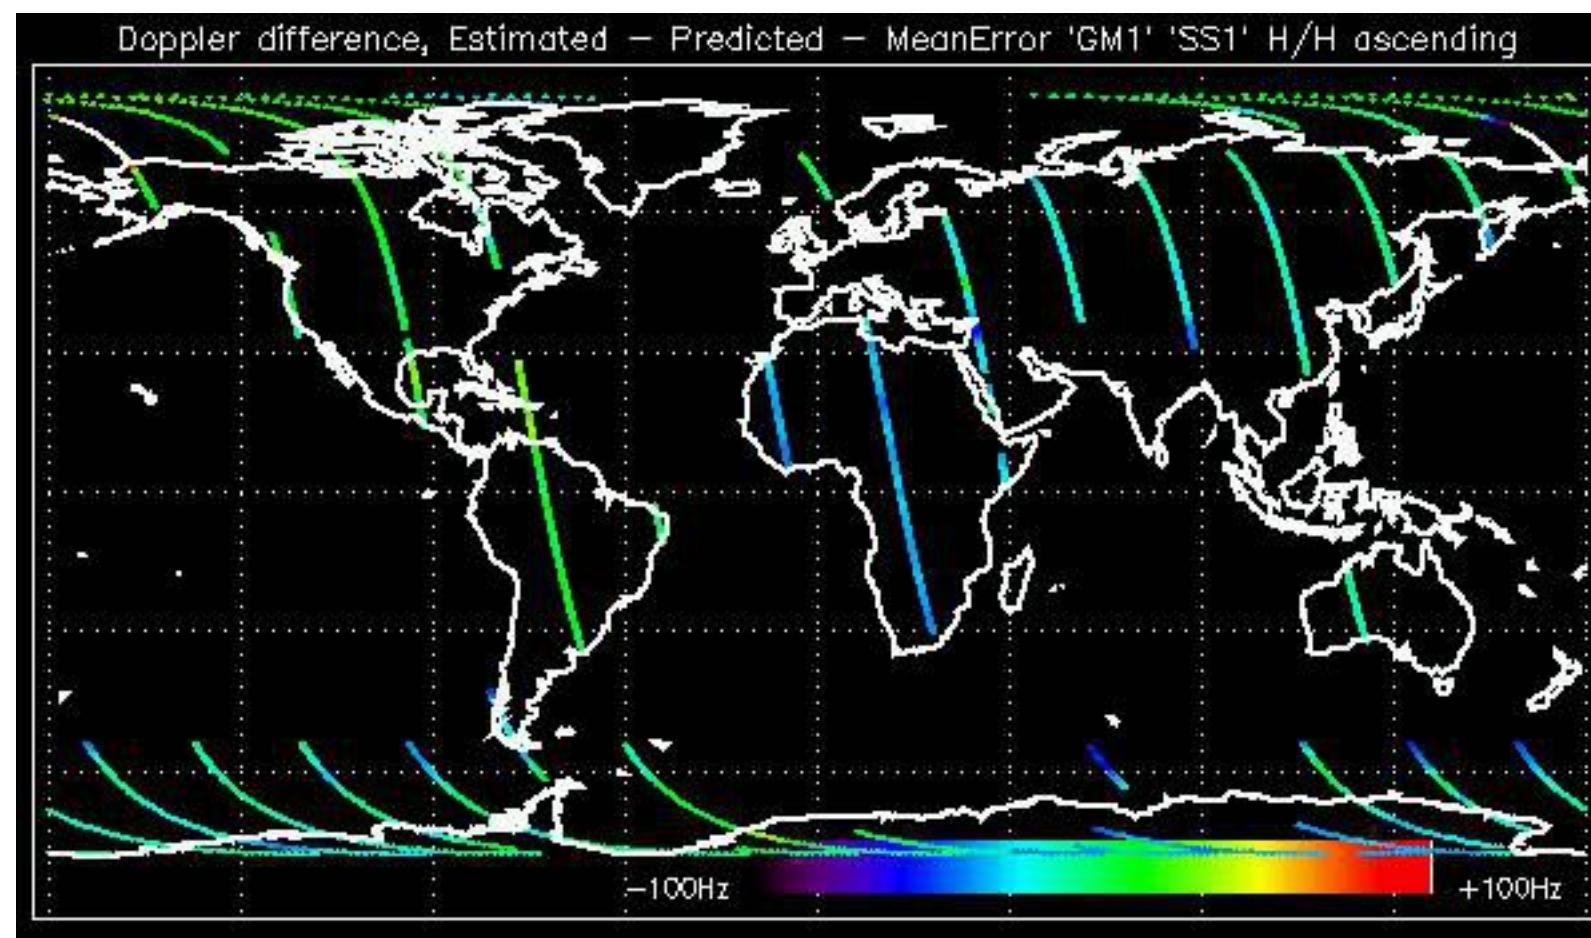 Doppler difference, Estimated – Predicted – MeanError 'GM1' 'SS1' H/H ascending
–100Hz +100Hz